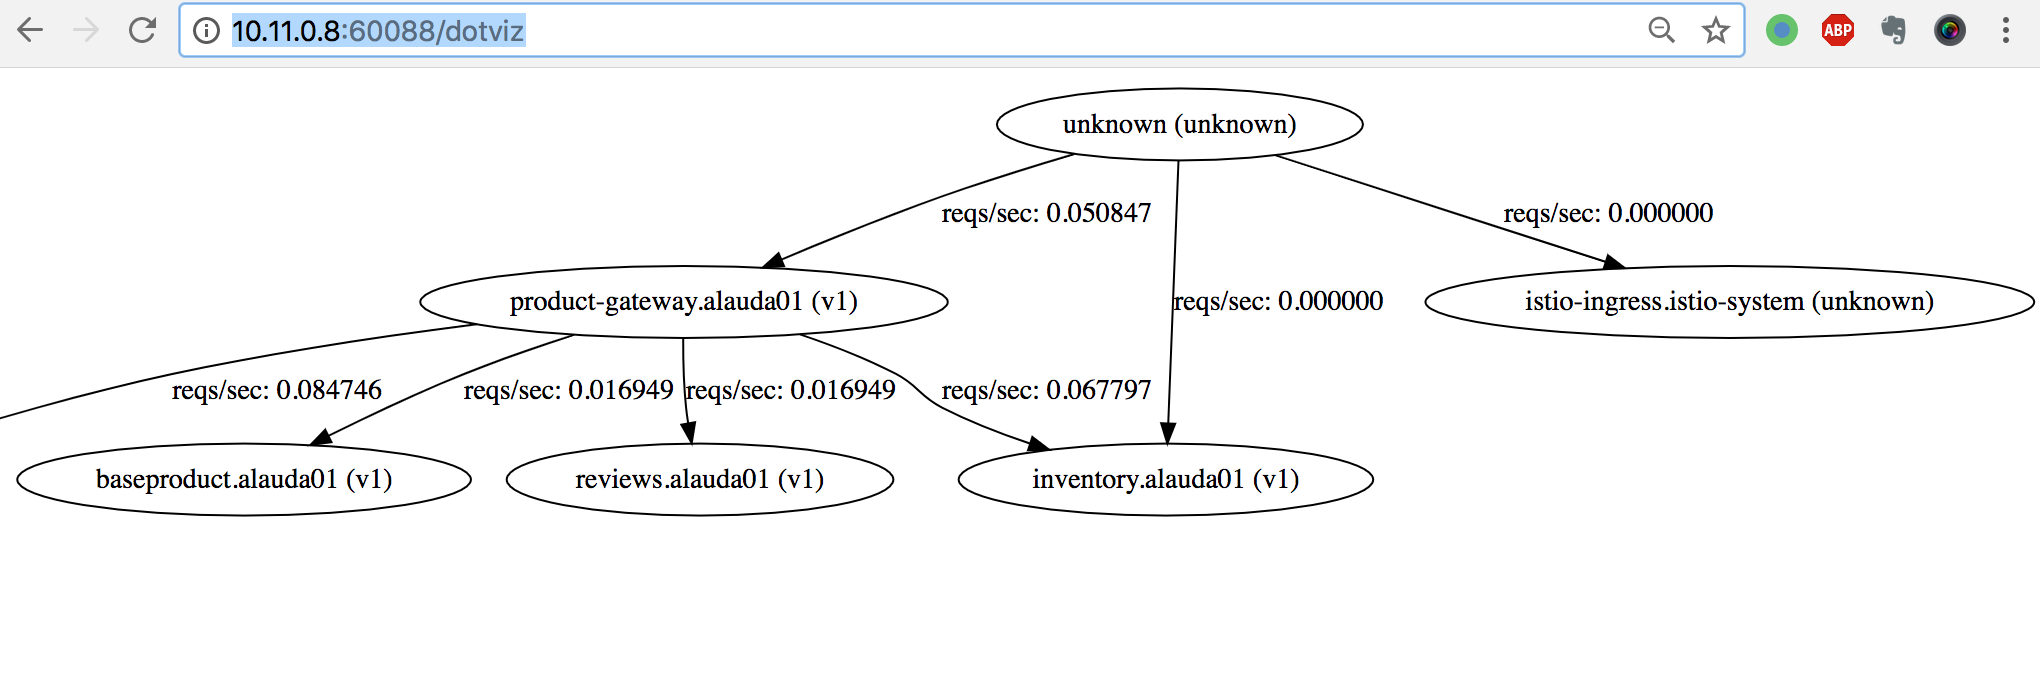 10.11.0.8:60088/dotviz
ABP
unknown (unknown)
reqs/sec: 0.050847
reqs/sec: 0.000000
product-gateway.alauda01 (v1)
reqs/sec: 0.000000
istio-ingress.istio-system (unknown)
reqs/sec: 0.084746
reqs/sec: 0.016949
reqs/sec: 0.016949
reqs/sec: 0.067797
baseproduct.alauda01 (v1)
reviews.alauda01 (v1)
inventory.alauda01 (v1)